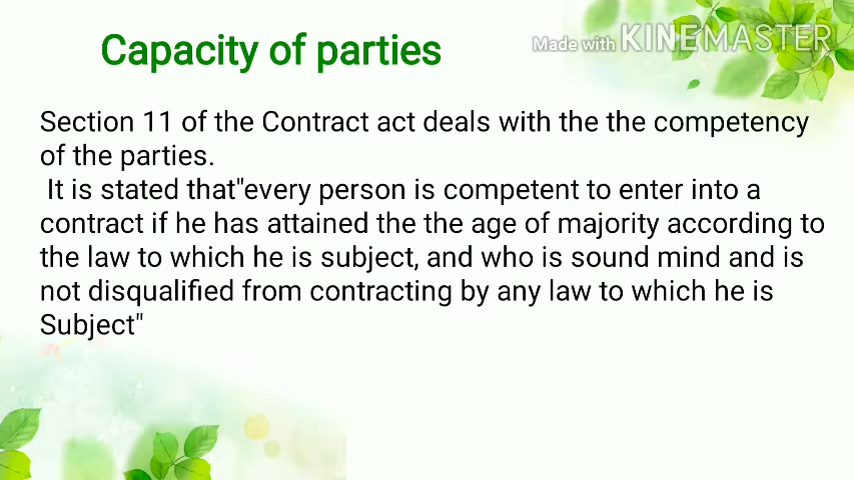 Capacity of parties
Made with KINEMASTER
Section 11 of the Contract act deals with the the competency
of the parties.
It is stated that"every person is competent to enter into a
contract if he has attained the the age of majority according to
the law to which he is subject, and who is sound mind and is
not disqualified from contracting by any law to which he is
Subject"